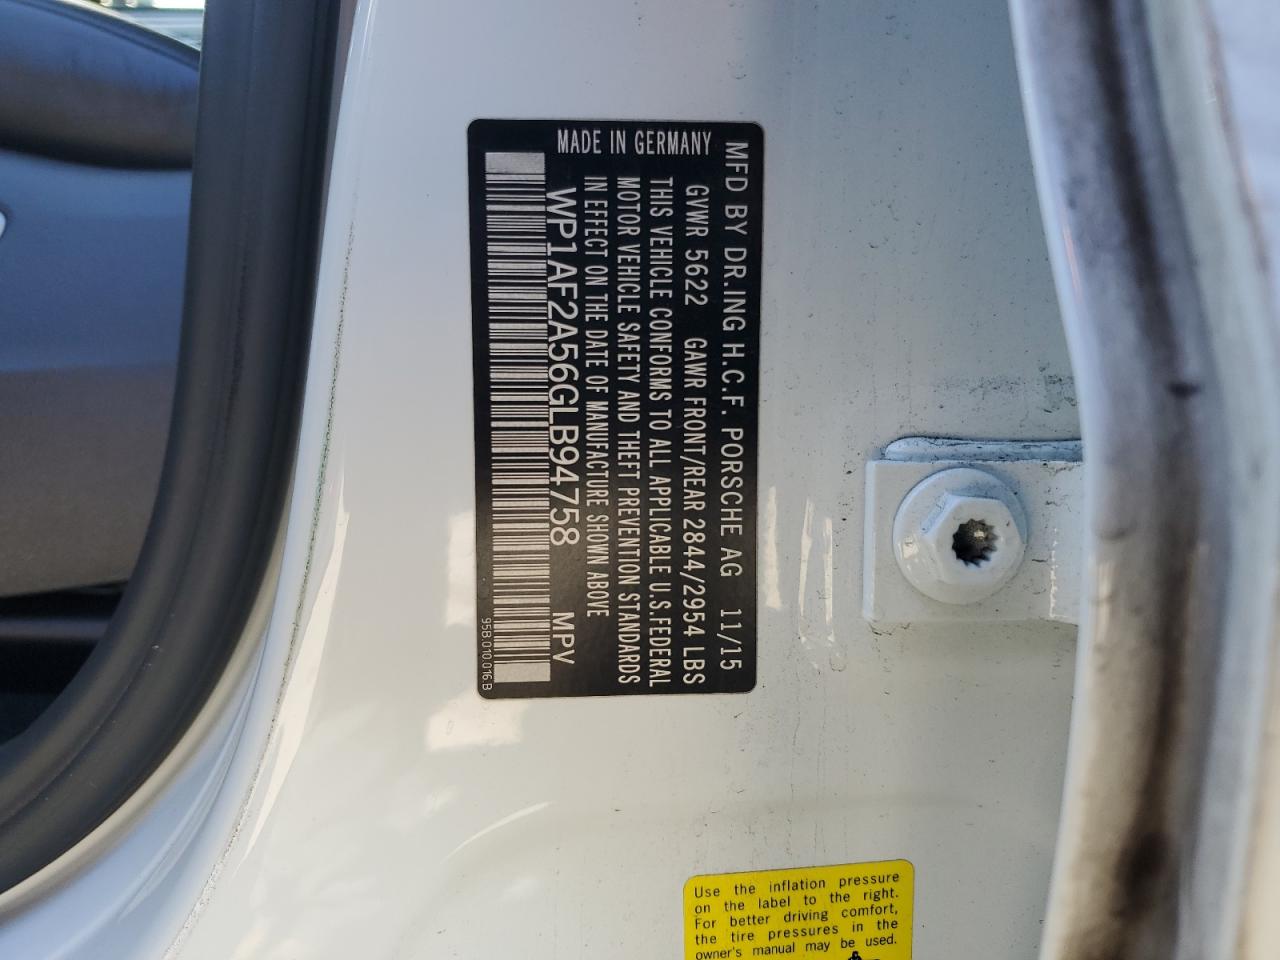 MFD BY DR.ING H.C.F. PORSCHE AG 11/15
GVWR 5622 GAWR FRONT/REAR 2844/2954 LBS
THIS VEHICLE CONFORMS TO ALL APPLICABLE U.S.FEDERAL
MOTOR VEHICLE SAFETY AND THEFT PREVENTION STANDARDS
IN EFFECT ON THE DATE OF MANUFACTURE SHOWN ABOVE
WP1AF2A56GLB94758 MPV
MADE IN GERMANY
95B.010.016.B
Use the inflation pressure
on the label to the right.
For better driving comfort,
the tire pressures in the
owner's manual may be used.